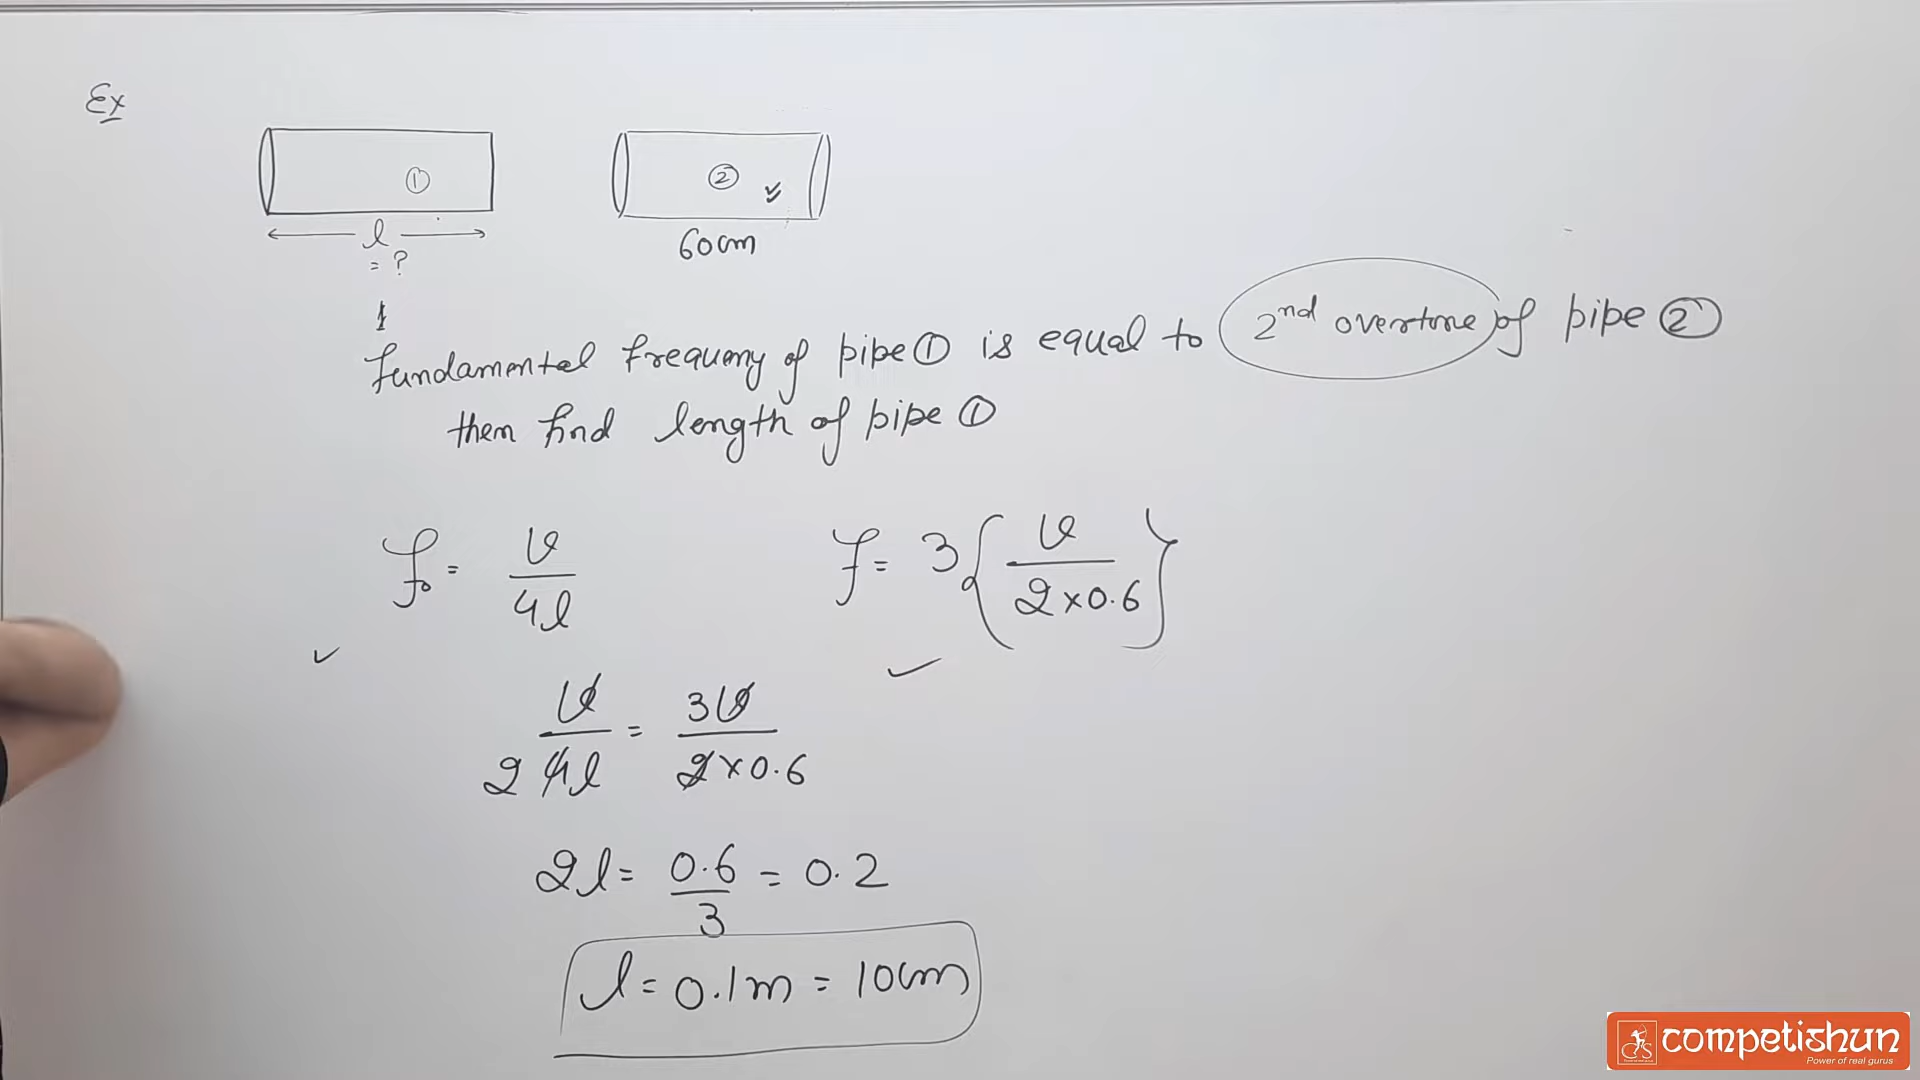 Ex
① ②
l 60cm
= ?
fundamental frequency of pipe ① is equal to 2nd overtone of pipe ②
then find length of pipe ①
f₀ = v/4l f = 3{v/2×0.6}
v/4l = 3v/2×0.6
2
2l = 0.6/3 = 0.2
l = 0.1m = 10cm
competishun
Power of real gurus